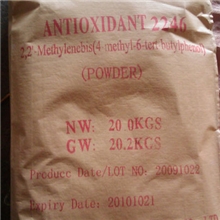 ANTIOXIDANT 2246
2,2'-Methylenebis(4-methyl-6-tert-butylphenol)
(POWDER)
NW: 20.0KGS
GW: 20.2KGS
Product Date/LOT NO: 20091022
Expiry Date: 20101021